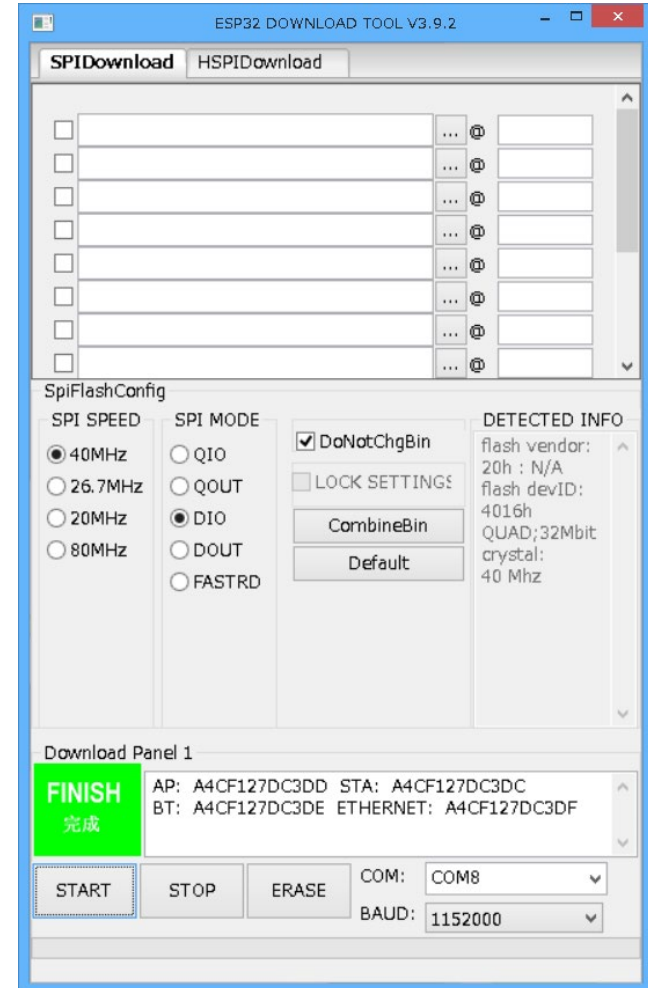 ESP32 DOWNLOAD TOOL V3.9.2
SPIDownload HSPIDownload
... @
... @
... @
... @
... @
... @
... @
... @
SpiFlashConfig
SPI SPEED
40MHz
26.7MHz
20MHz
80MHz
SPI MODE
QIO
QOUT
DIO
DOUT
FASTRD
DoNotChgBin
LOCK SETTINGS
CombineBin
Default
DETECTED INFO
flash vendor:
20h : N/A
flash devID:
4016h
QUAD;32Mbit
crystal:
40 Mhz
Download Panel 1
FINISH
完成
AP: A4CF127DC3DD STA: A4CF127DC3DC
BT: A4CF127DC3DE ETHERNET: A4CF127DC3DF
START STOP ERASE
COM: COM8
BAUD: 1152000